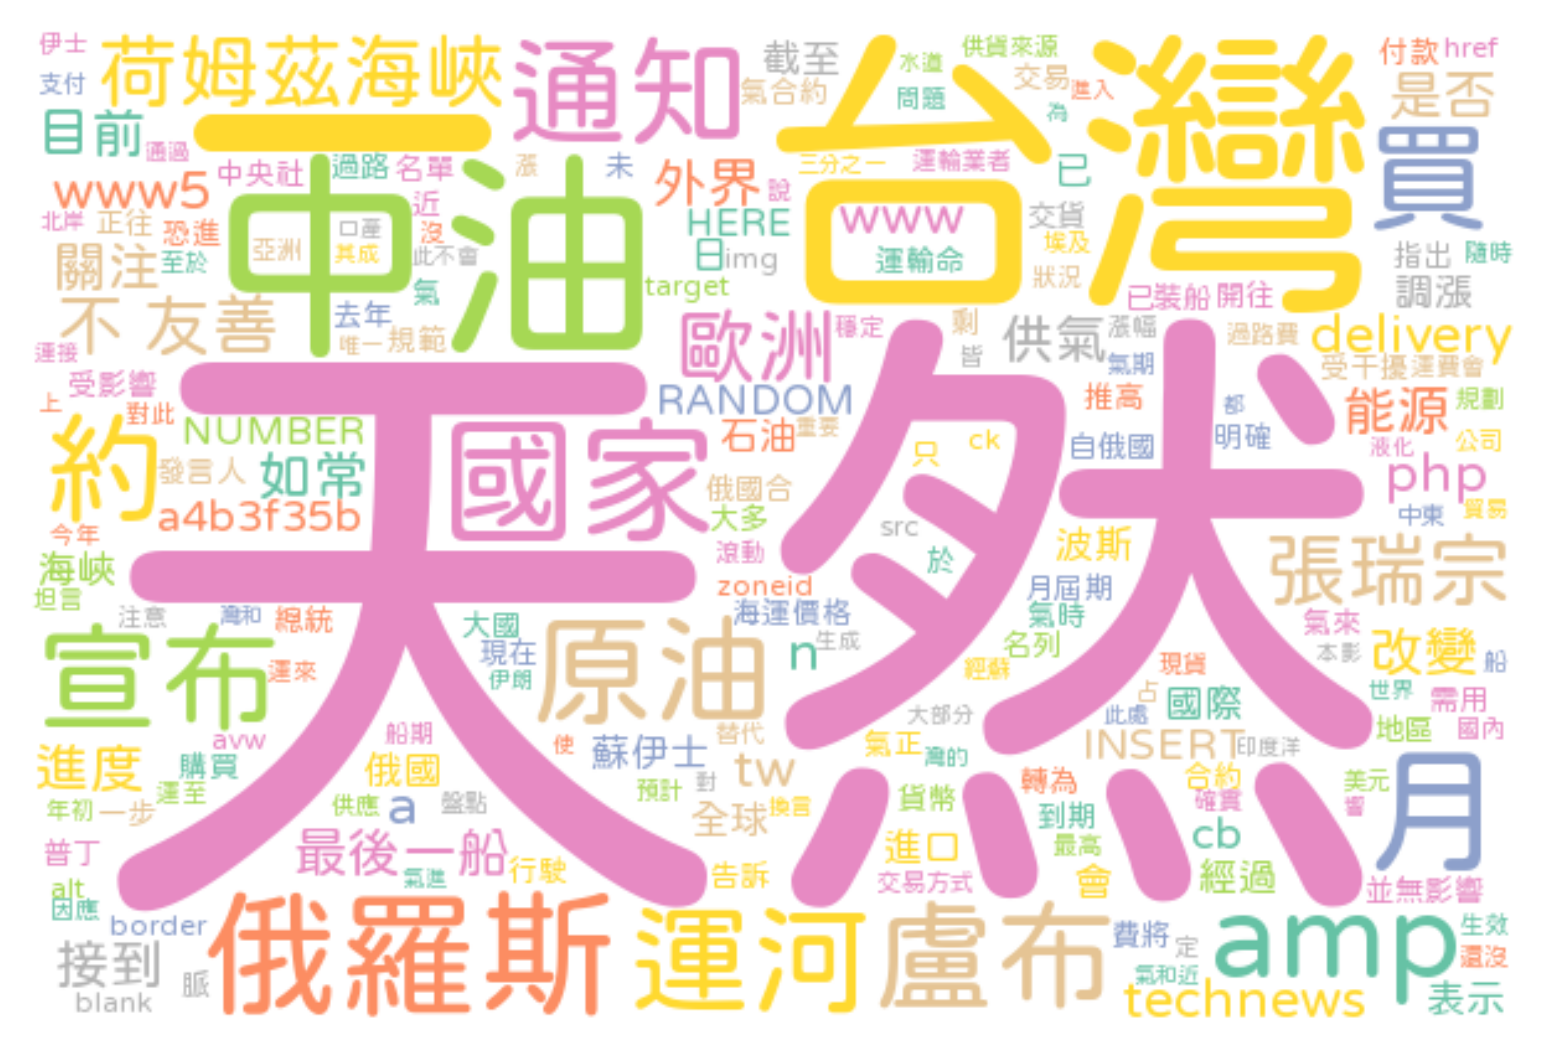 伊士 荷姆茲海峽 通知 截至 水道 供貨來源 台灣 付款 href
支付 氣合約 問題 交易 進入 是否
目前 通過 一 為 買
中央社 過路 名單 漲 未 外界 說 三分之一 運輸業者 已
www5 近 HERE www 交貨
北岸 正往 恐進 中油 口產 沒 日 img 運輸命 埃及 指出 隨時
關注 至於 亞洲 其成 此不會 氣 target 狀況 已裝船 開往 調漲
不 友善 去年 唯一 規範 歐洲 穩定 剩 供氣 漲幅 過路費 delivery
運接 皆 氣期 受干擾 運費會
受影響 天然 RANDOM 推高 都 能源 規劃
上 對此 NUMBER 國家 石油 重要 只 ck 自俄國 明確 液化 公司
約 發言人 如常 俄國合 php
a4b3f35b 大多 src 中東 貿易
今年 滾動 於 波斯 張瑞宗
海峽 zoneid 月屆期
坦言 注意 灣和 總統 大國 海運價格 氣時 氣來
宣布 現在 原油 n 生成 名列 本影 改變 船
運來 伊朗 經蘇 現貨 世界 需用
avw 船期 使 蘇伊士 替代 大部分 占 此處 國際 地區 國內
進度 購買 俄國 tw 氣正 灣的 INSERT 印度洋
年初 一步 運至 供應 a 盤點 預計 對 全球 換言 貨幣 轉為 合約 確實 美元 響 月
普丁 最後一船 進口 到期 最高 cb
alt 氣進 行駛 告訴 交易方式 會 經過 並無影響
因應 border 俄羅斯 運河 盧布 費將 定 amp 生效
接到 脈 氣和近 還沒
blank technews 表示